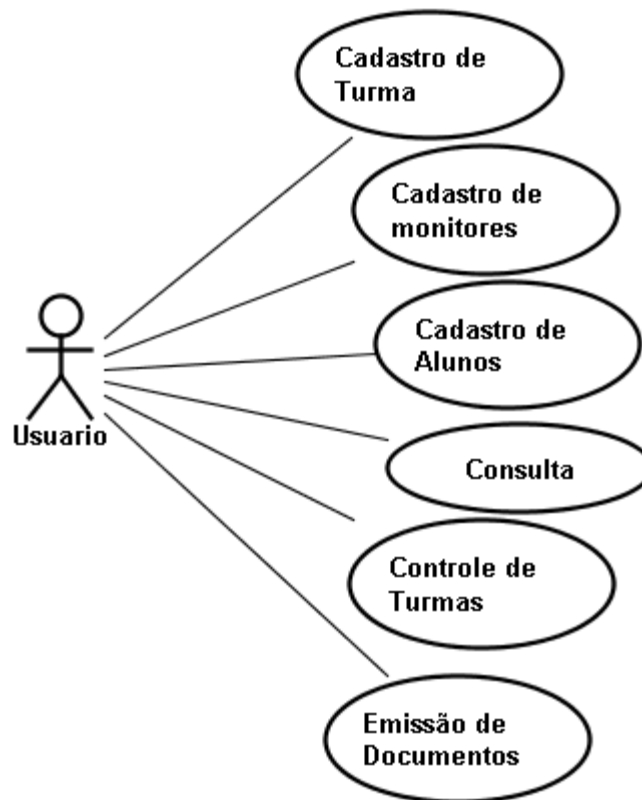 Cadastro de
Turma
Cadastro de
monitores
Cadastro de
Alunos
Usuario
Consulta
Controle de
Turmas
Emissão de
Documentos